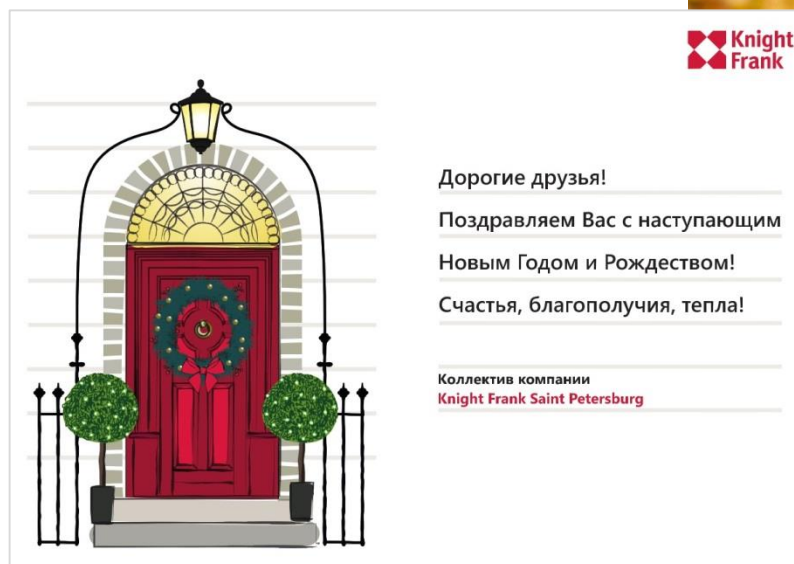 Knight
Frank
Дорогие друзья!
Поздравляем Вас с наступающим
Новым Годом и Рождеством!
Счастья, благополучия, тепла!
Коллектив компании
Knight Frank Saint Petersburg